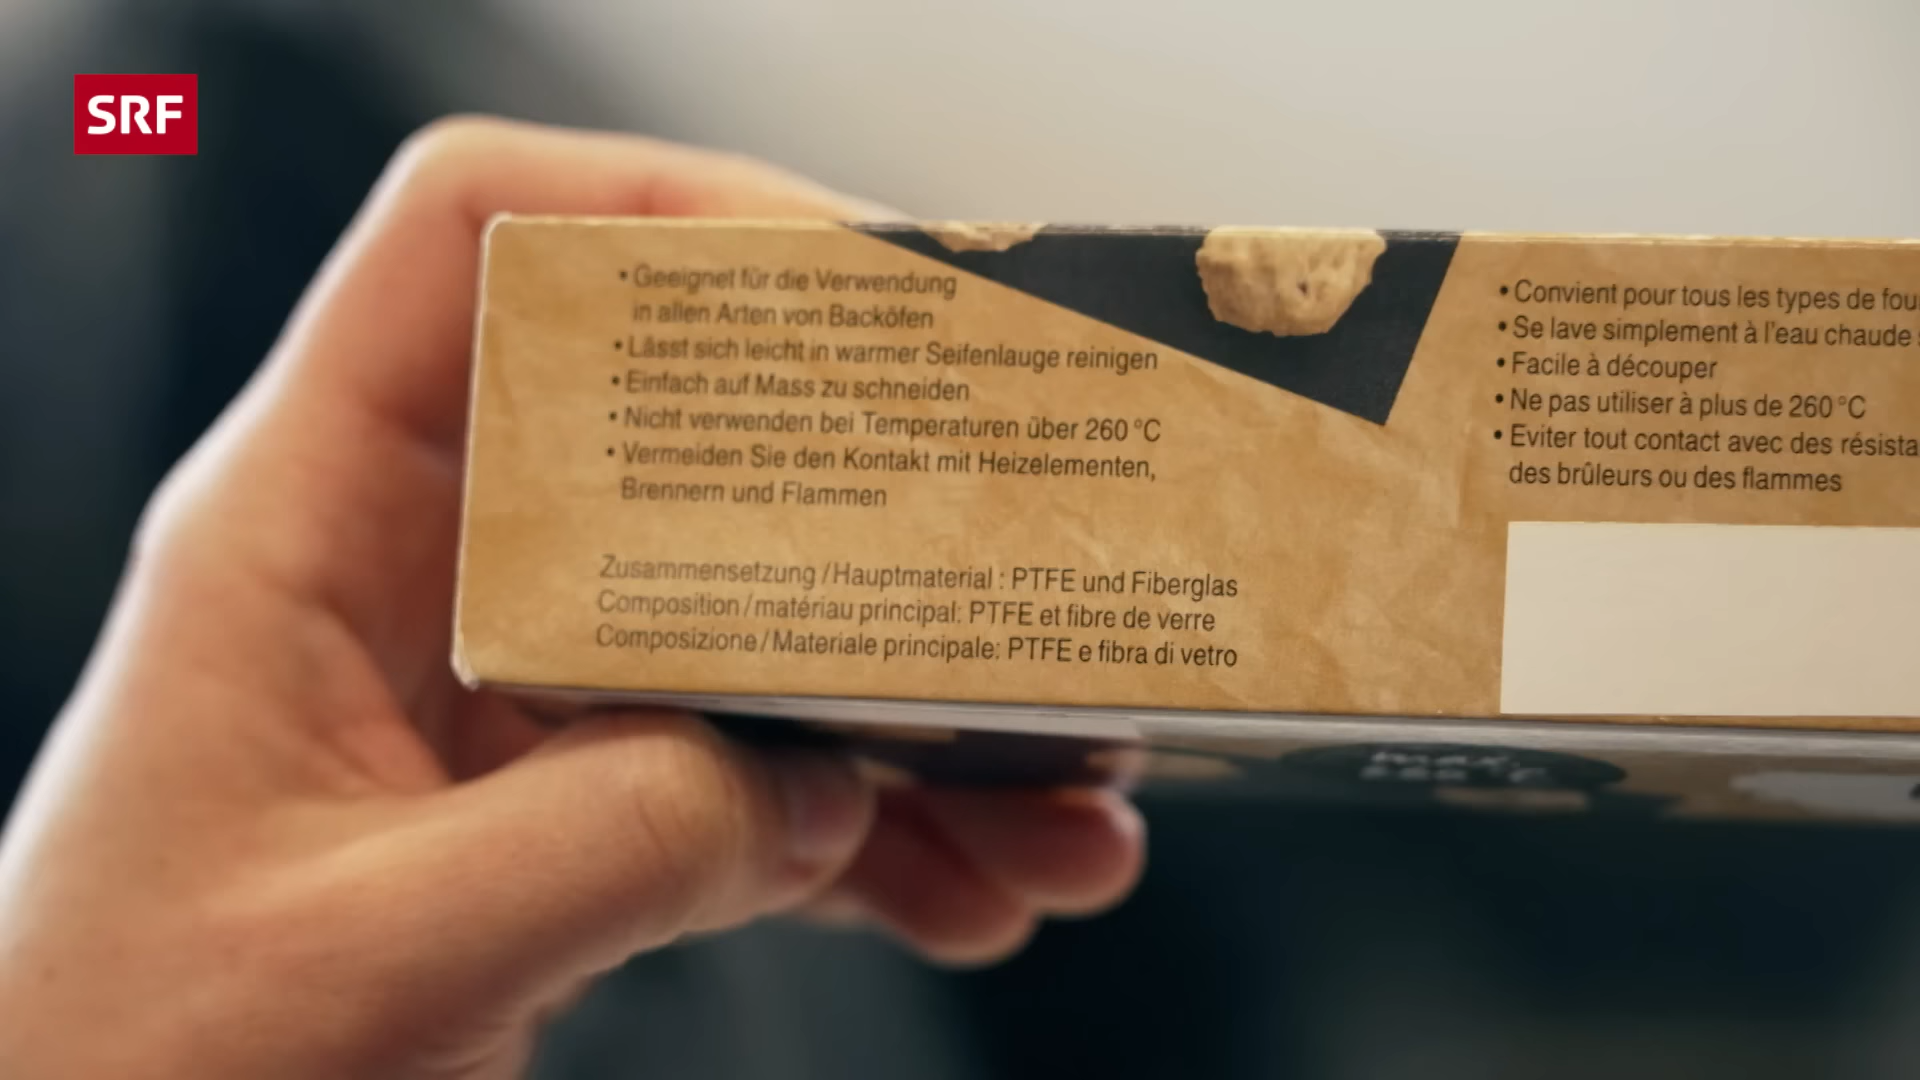 SRF
• Geeignet für die Verwendung
in allen Arten von Backöfen
• Lässt sich leicht in warmer Seifenlauge reinigen
• Einfach auf Mass zu schneiden
• Nicht verwenden bei Temperaturen über 260 °C
• Vermeiden Sie den Kontakt mit Heizelementen,
Brennern und Flammen
Zusammensetzung / Hauptmaterial : PTFE und Fiberglas
Composition / matériau principal: PTFE et fibre de verre
Composizione / Materiale principale: PTFE e fibra di vetro
• Convient pour tous les types de fou
• Se lave simplement à l'eau chaude
• Facile à découper
• Ne pas utiliser à plus de 260 °C
• Eviter tout contact avec des résista
des brûleurs ou des flammes
max.